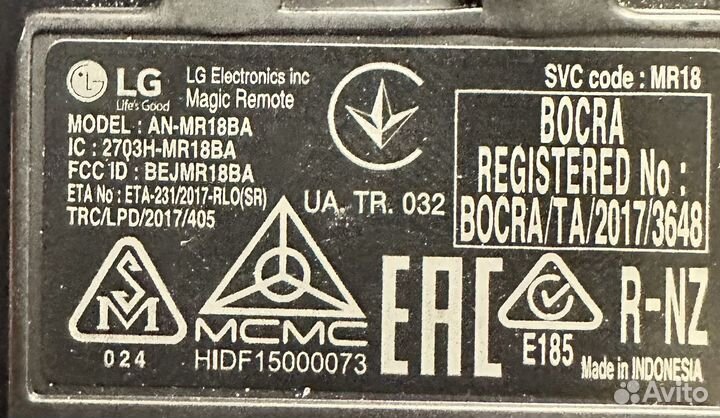 LG
Life's Good
LG Electronics inc
Magic Remote
MODEL : AN-MR18BA
IC : 2703H-MR18BA
FCC ID : BEJMR18BA
ETA No : ETA-231/2017-RLO(SR)
TRC/LPD/2017/405
UA. TR. 032
SVC code : MR18
BOCRA
REGISTERED No :
BOCRA/TA/2017/3648
SM
024
MCMC
HIDF15000073
EAC
E185
R-NZ
Made in INDONESIA
Avito